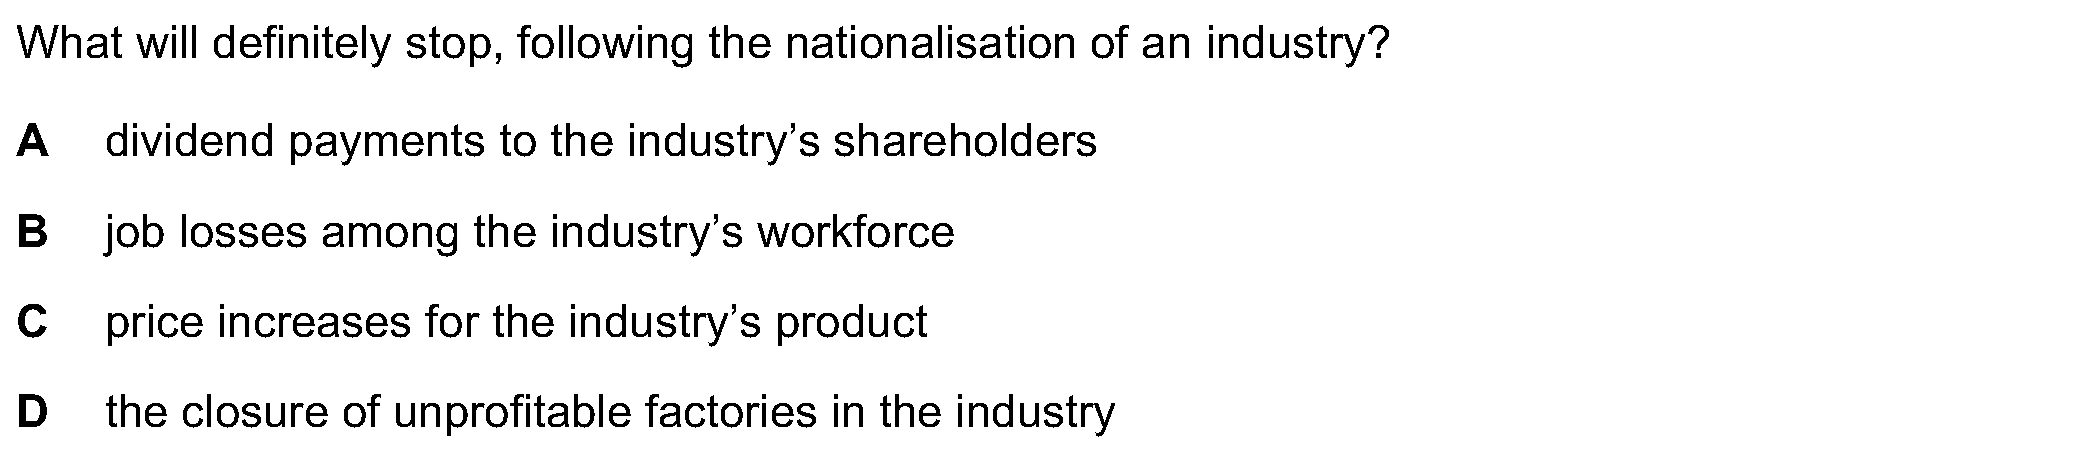 What will definitely stop, following the nationalisation of an industry?
A dividend payments to the industry’s shareholders
B job losses among the industry’s workforce
C price increases for the industry’s product
D the closure of unprofitable factories in the industry